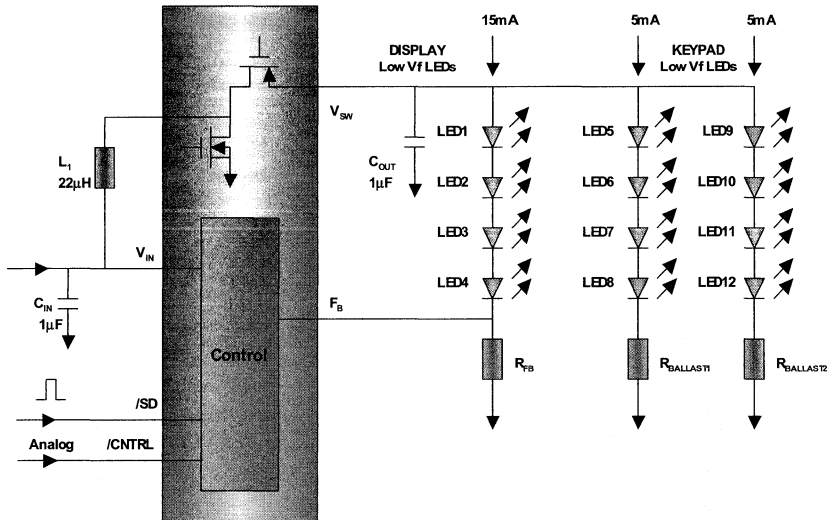 15mA
5mA
5mA
DISPLAY
Low Vf LEDs
KEYPAD
Low Vf LEDs
V_SW
L_1
22μH
C_OUT
1μF
LED1
LED2
LED3
LED4
LED5
LED6
LED7
LED8
LED9
LED10
LED11
LED12
V_IN
C_IN
1μF
F_B
Control
R_FB
R_BALLAST1
R_BALLAST2
/SD
Analog
/CNTRL